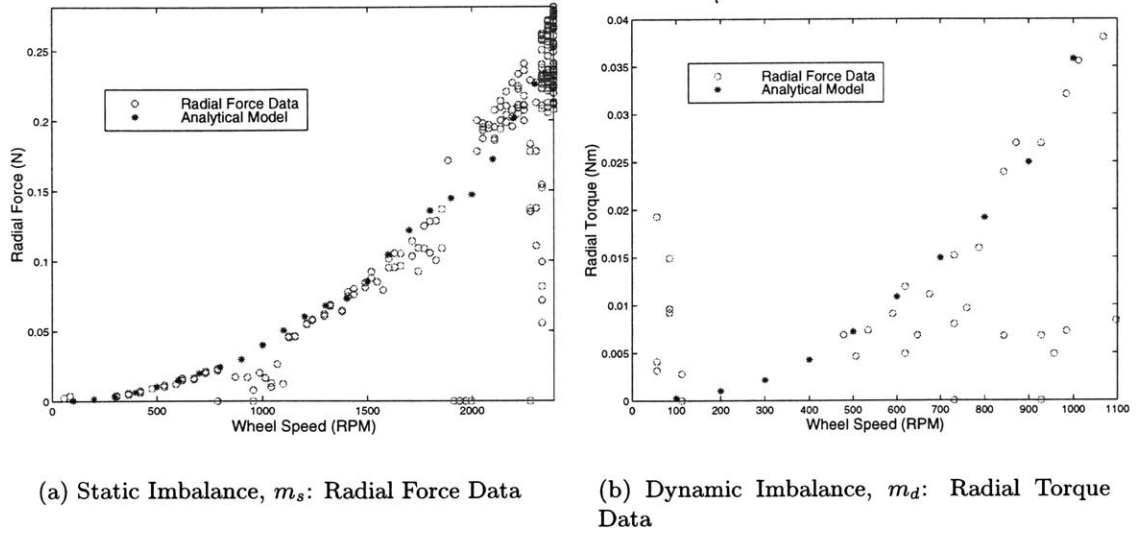 0.25
0.2
0.15
0.1
0.05
0
0
500
1000
1500
2000
Radial Force (N)
Wheel Speed (RPM)
Radial Force Data
Analytical Model
(a) Static Imbalance, mₛ: Radial Force Data
0.04
0.035
0.03
0.025
0.02
0.015
0.01
0.005
0
0
100
200
300
400
500
600
700
800
900
1000
1100
Radial Torque (Nm)
Wheel Speed (RPM)
Radial Force Data
Analytical Model
(b) Dynamic Imbalance, m_d: Radial Torque
Data